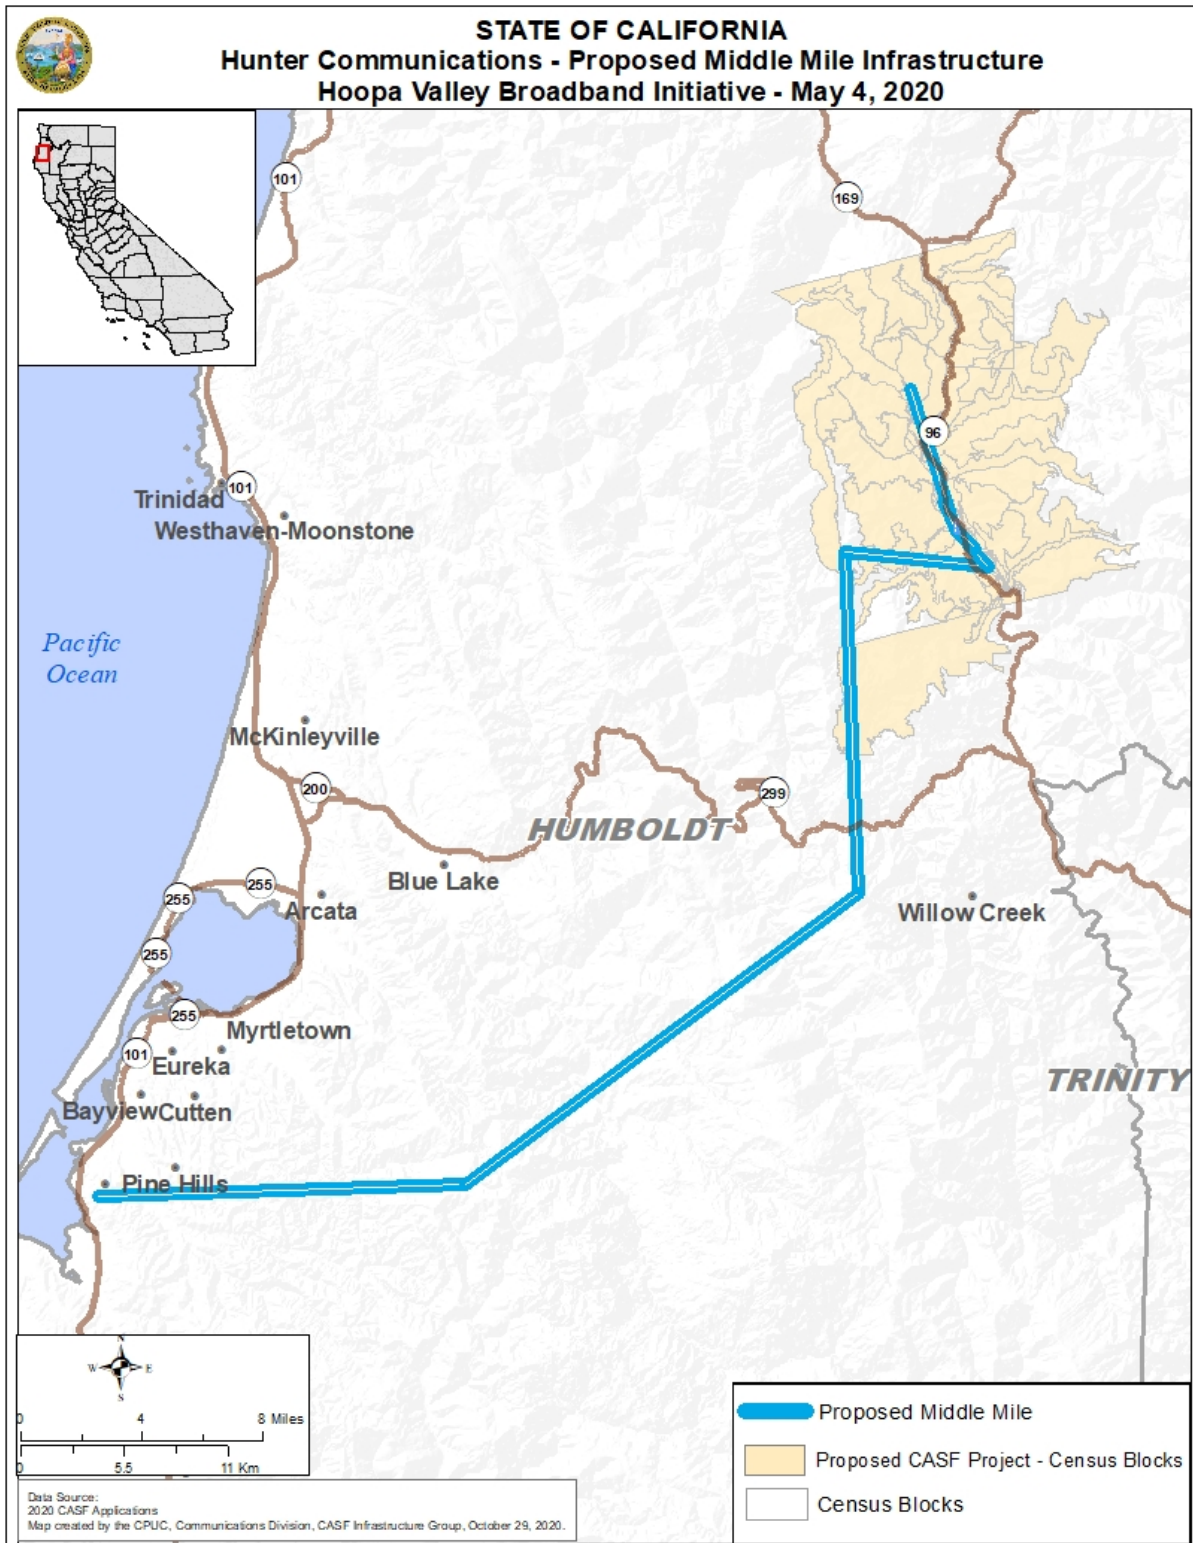 STATE OF CALIFORNIA
Hunter Communications - Proposed Middle Mile Infrastructure
Hoopa Valley Broadband Initiative - May 4, 2020
101
169
96
101
Trinidad
Westhaven-Moonstone
Pacific
Ocean
McKinleyville
200
299
HUMBOLDT
255
Blue Lake
255
Arcata
Willow Creek
255
255
Myrtletown
101
Eureka
TRINITY
Bayview
Cutten
Pine Hills
N
W
E
S
0
4
8 Miles
0
5.5
11 Km
Proposed Middle Mile
Proposed CASF Project - Census Blocks
Census Blocks
Data Source:
2020 CASF Applications
Map created by the CPUC, Communications Division, CASF Infrastructure Group, October 29, 2020.